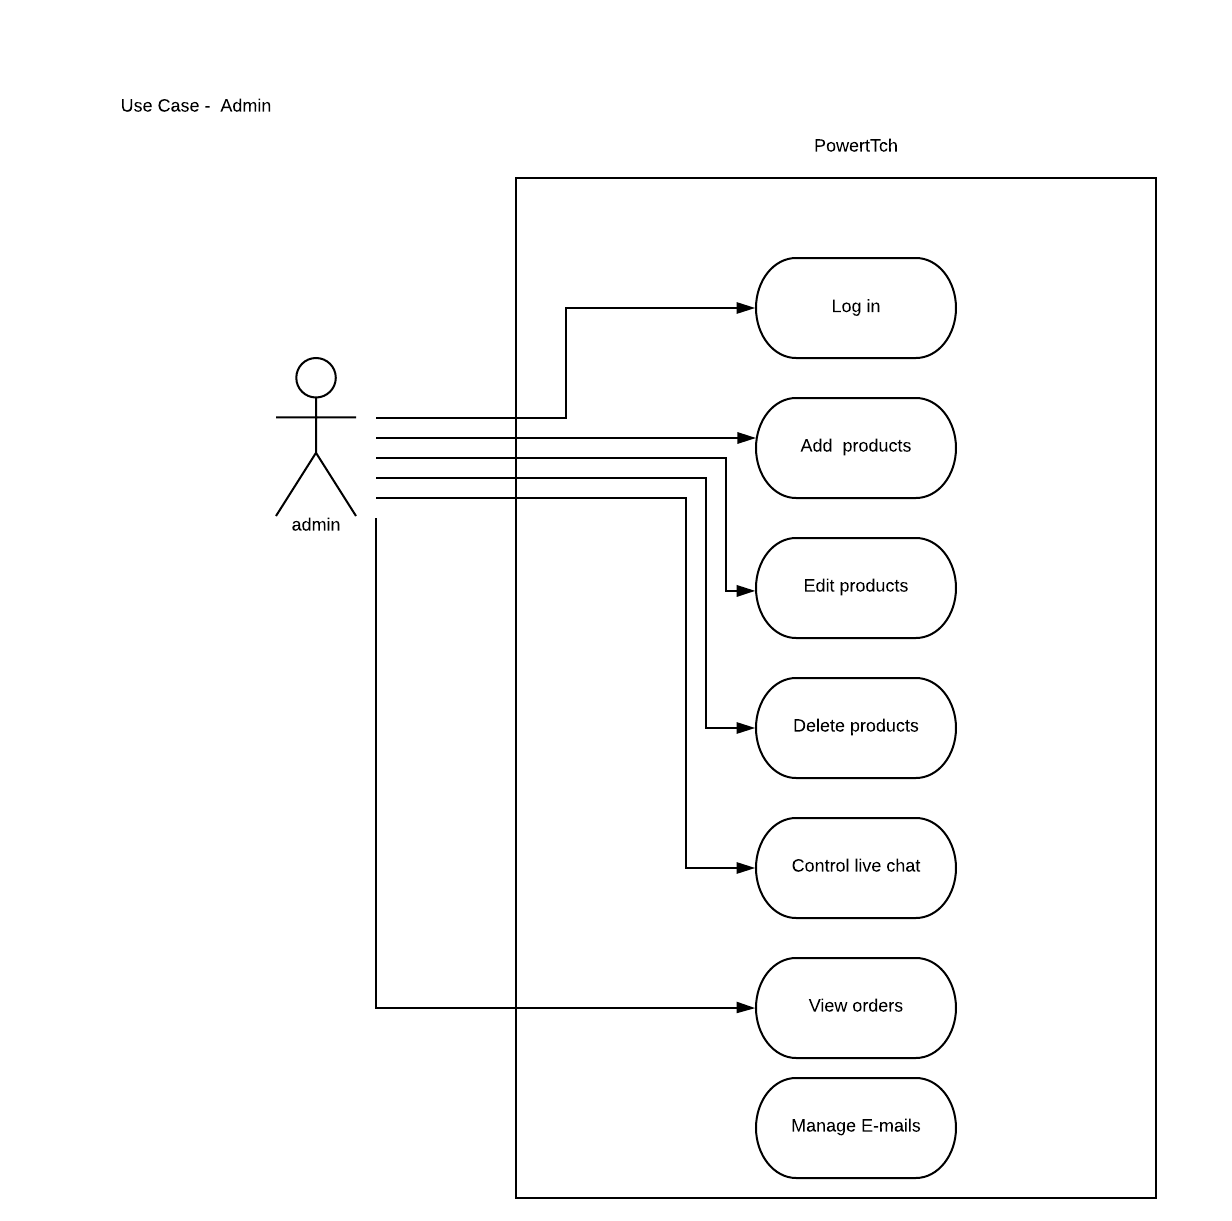 Use Case -  Admin
PowertTch
Log in
Add  products
admin
Edit products
Delete products
Control live chat
View orders
Manage E-mails